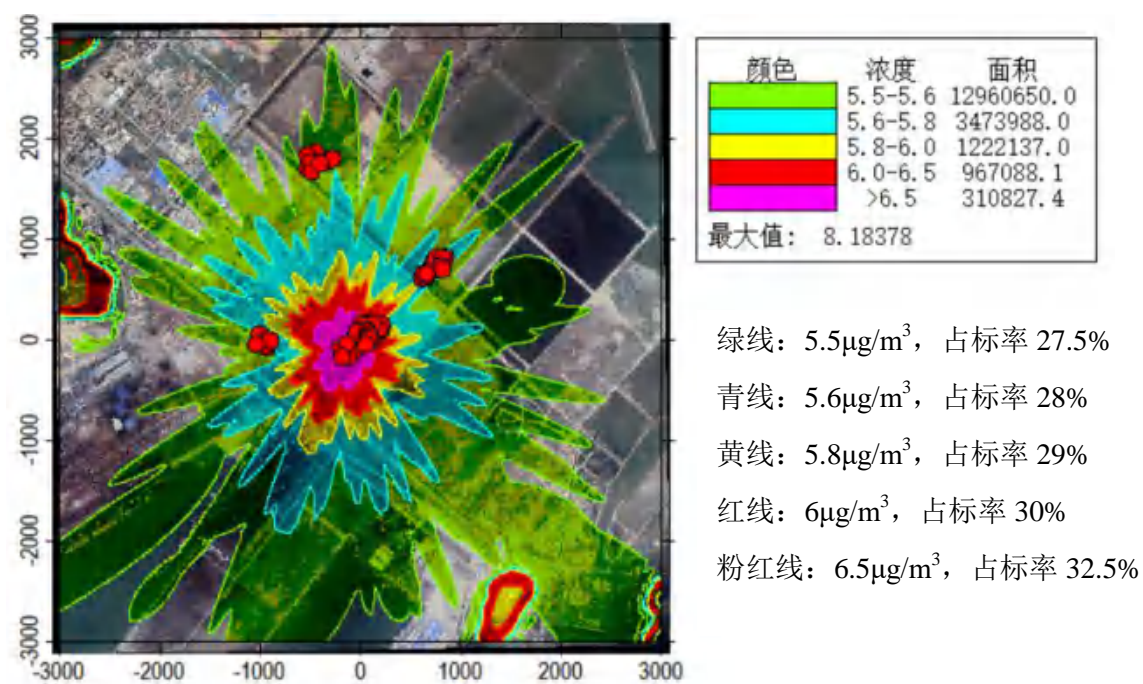 3000
2000
1000
0
-1000
-2000
-3000
-3000 -2000 -1000 0 1000 2000 3000
颜色 浓度 面积
5.5-5.6 12960650.0
5.6-5.8 3473988.0
5.8-6.0 1222137.0
6.0-6.5 967088.1
>6.5 310827.4
最大值: 8.18378
绿线：5.5μg/m³，占标率 27.5%
青线：5.6μg/m³，占标率 28%
黄线：5.8μg/m³，占标率 29%
红线：6μg/m³，占标率 30%
粉红线：6.5μg/m³，占标率 32.5%